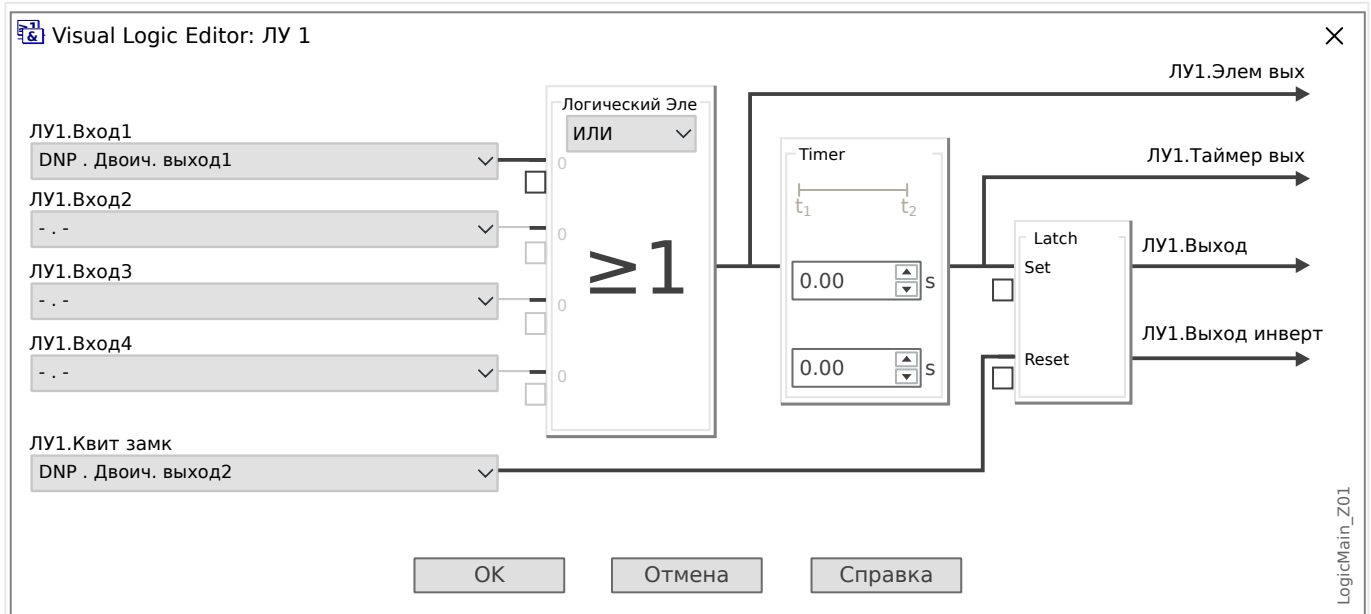 Visual Logic Editor: ЛУ 1
ЛУ1.Элем вых
Логический Эле
ИЛИ
ЛУ1.Вход1
DNP . Двоич. выход1
0
ЛУ1.Вход2
- . -
0
ЛУ1.Вход3
- . -
0
ЛУ1.Вход4
- . -
0
≥1
Timer
t1 t2
0.00 s
0.00 s
ЛУ1.Таймер вых
Latch
Set
Reset
ЛУ1.Выход
ЛУ1.Выход инверт
ЛУ1.Квит замк
DNP . Двоич. выход2
OK
Отмена
Справка
LogicMain_Z01